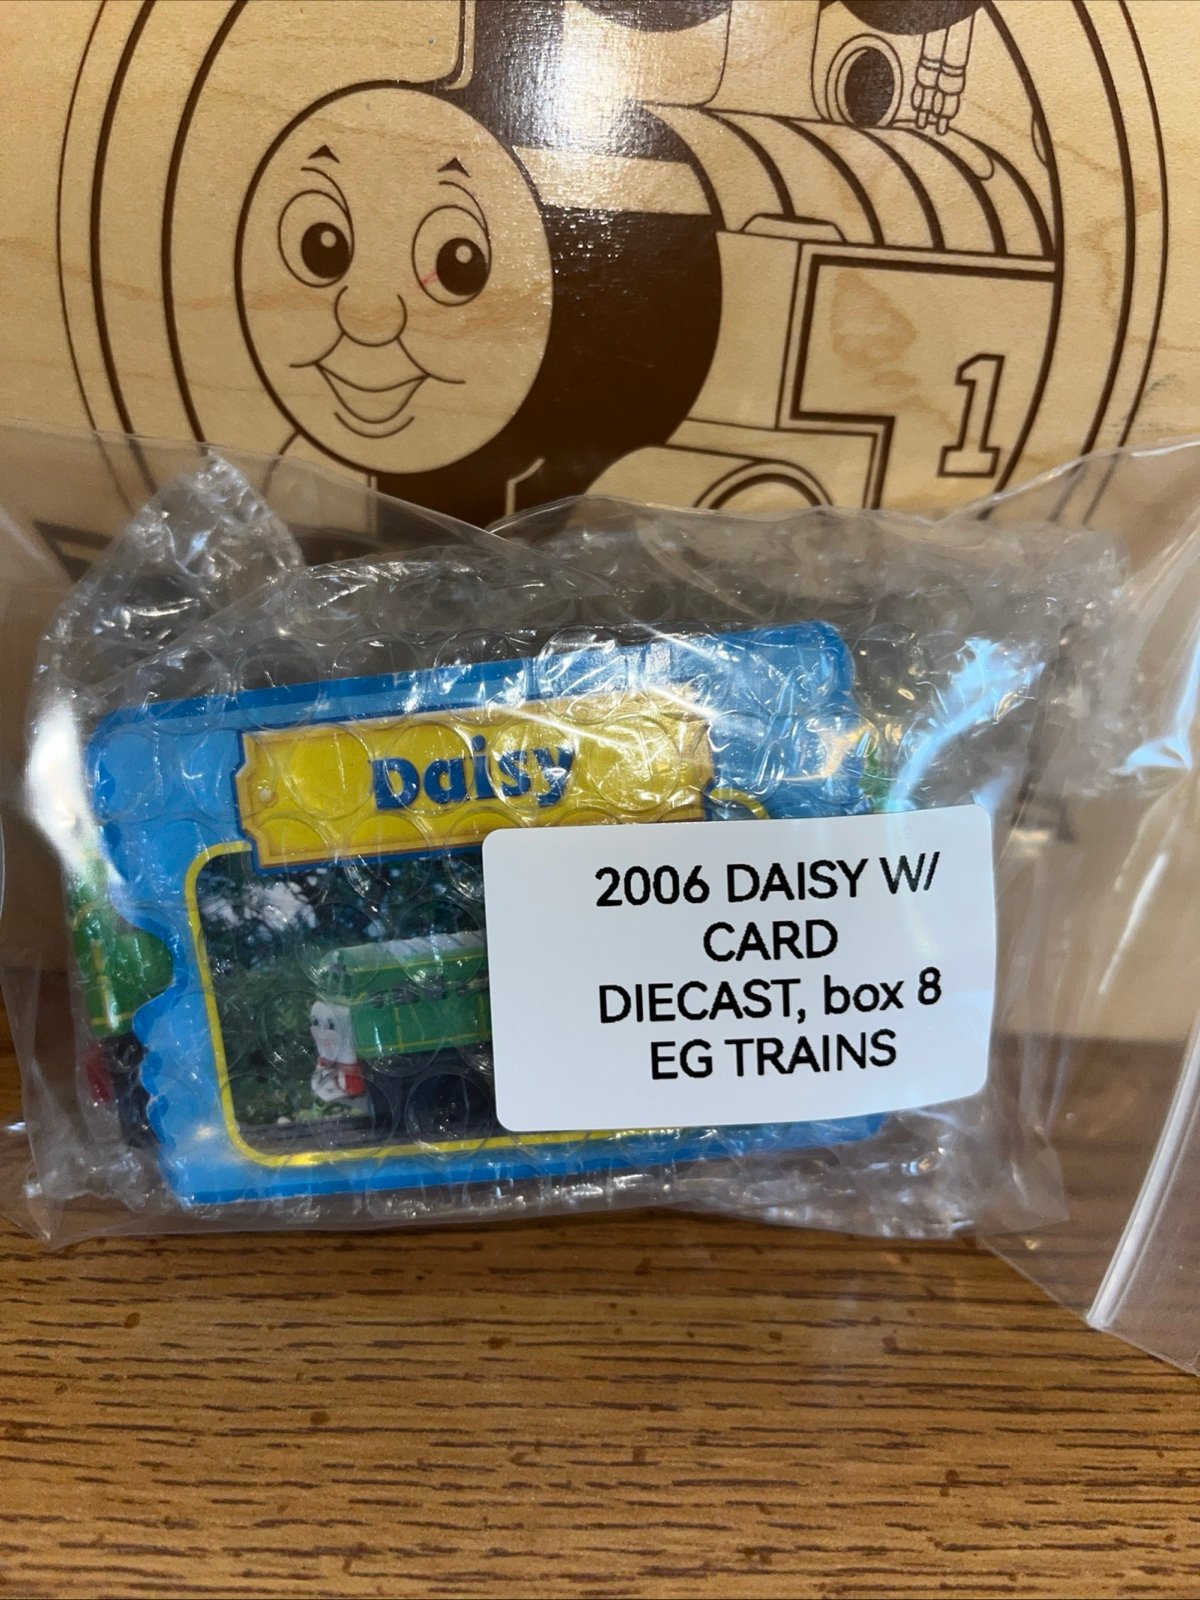 1
Daisy
2006 DAISY W/
CARD
DIECAST, box 8
EG TRAINS